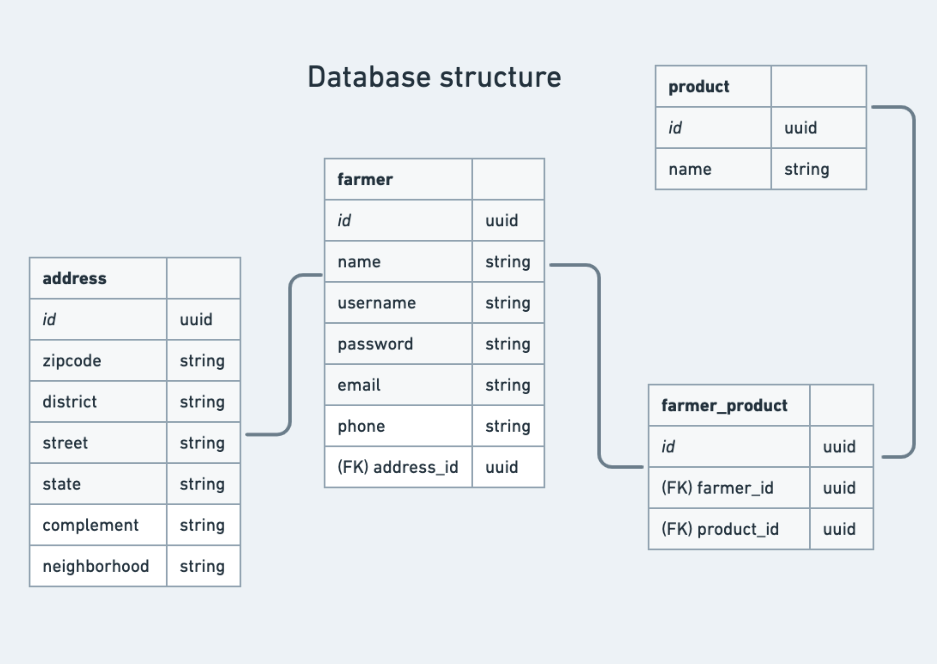 Database structure
product
id uuid
name string
farmer
id uuid
name string
username string
password string
email string
phone string
(FK) address_id uuid
address
id uuid
zipcode string
district string
street string
state string
complement string
neighborhood string
farmer_product
id uuid
(FK) farmer_id uuid
(FK) product_id uuid